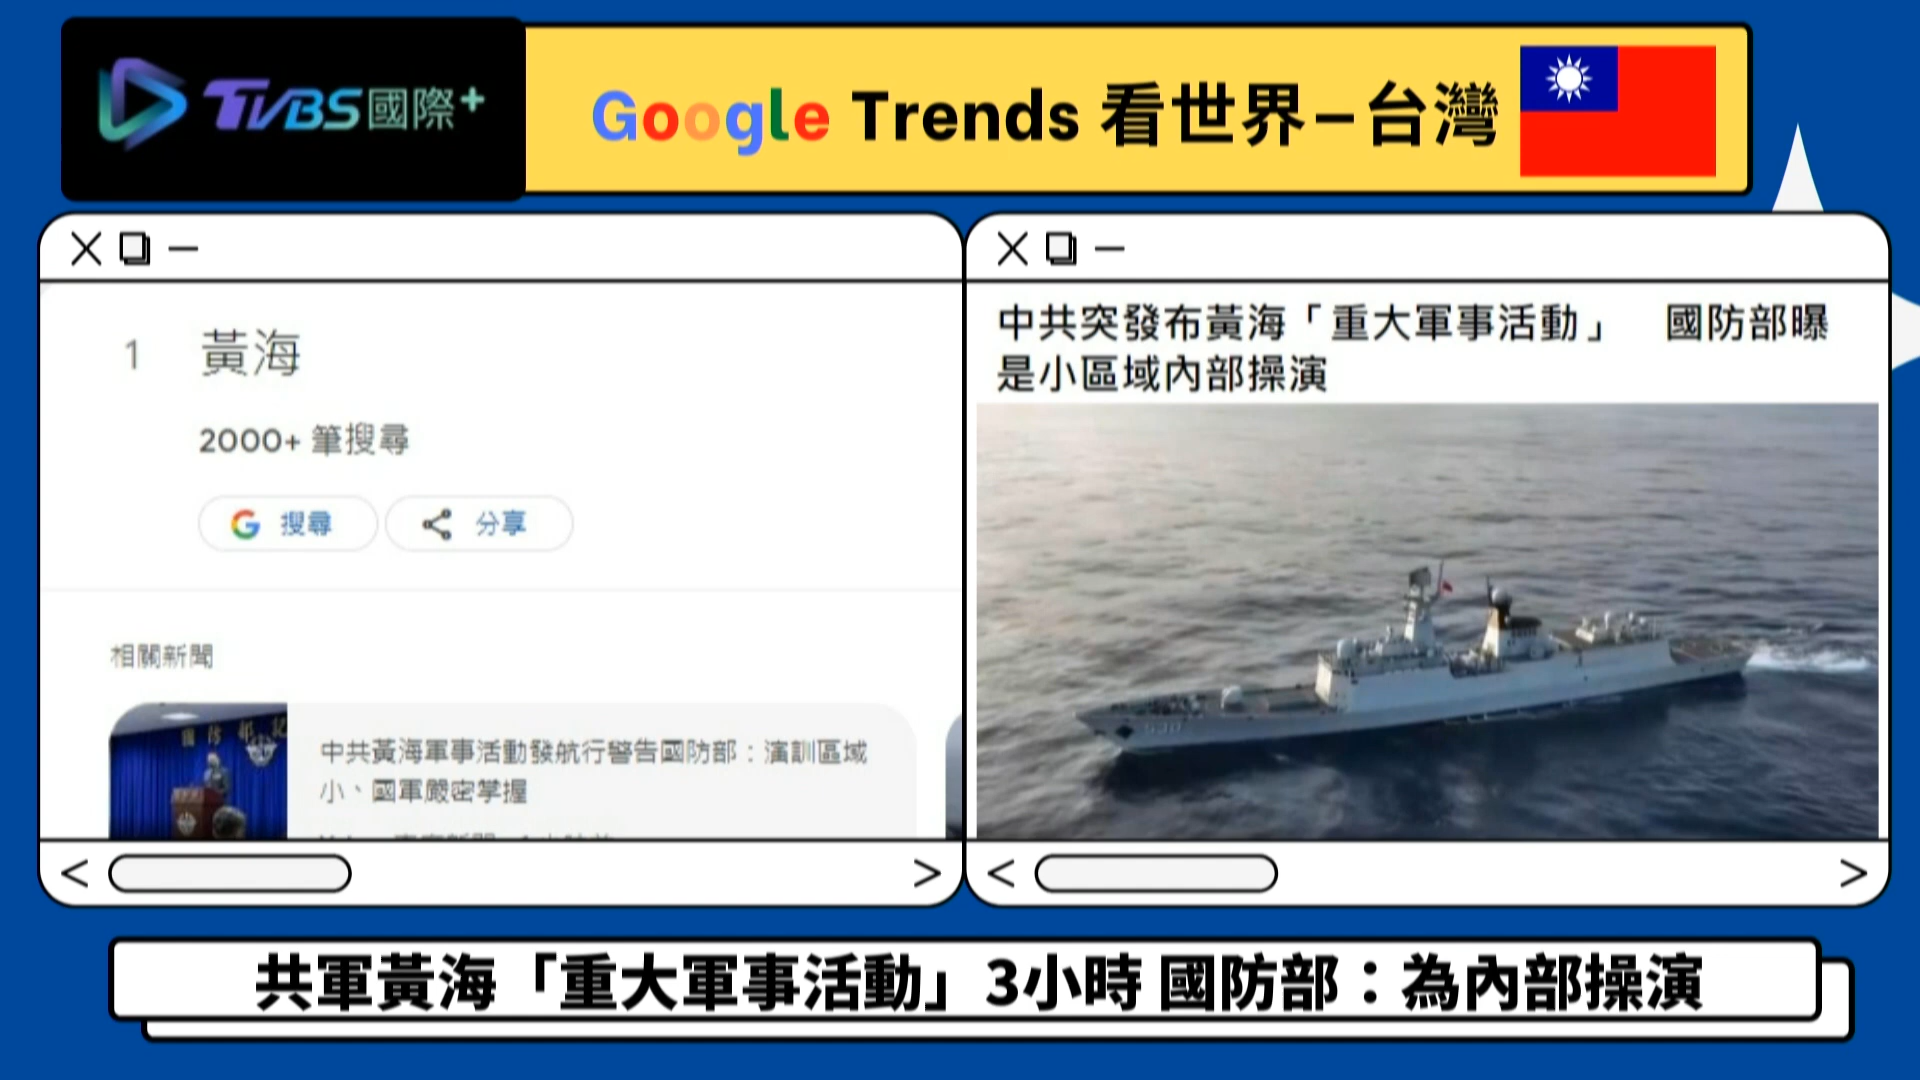 TVBS國際+
Google Trends 看世界-台灣
1 黃海
2000+ 筆搜尋
搜尋 分享
相關新聞
國防部記
中共黃海軍事活動發航行警告國防部：演訓區域
小、國軍嚴密掌握
中共突發布黃海「重大軍事活動」 國防部曝
是小區域內部操演
共軍黃海「重大軍事活動」3小時 國防部：為內部操演